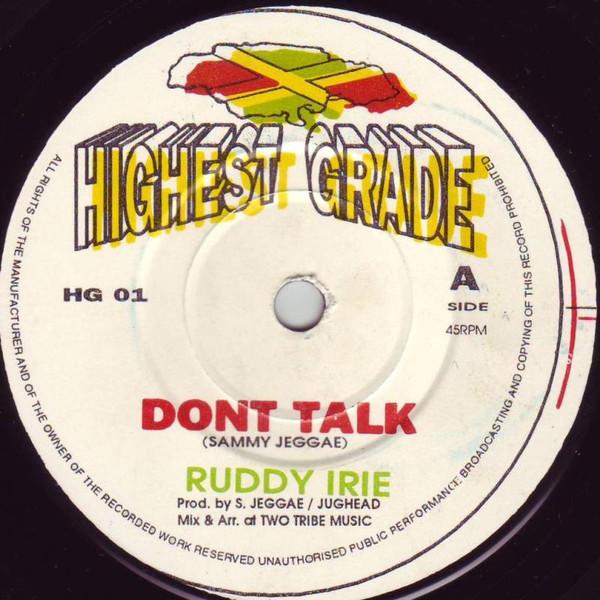 HIGHEST GRADE
HG 01
A
SIDE
45RPM
DONT TALK
(SAMMY JEGGAE)
RUDDY IRIE
Prod. by S. JEGGAE / JUGHEAD
Mix & Arr. at TWO TRIBE MUSIC
ALL RIGHTS OF THE MANUFACTURER AND OF THE OWNER OF THE RECORDED WORK RESERVED UNAUTHORISED PUBLIC PERFORMANCE BROADCASTING AND COPYING OF THIS RECORD PROHIBITED